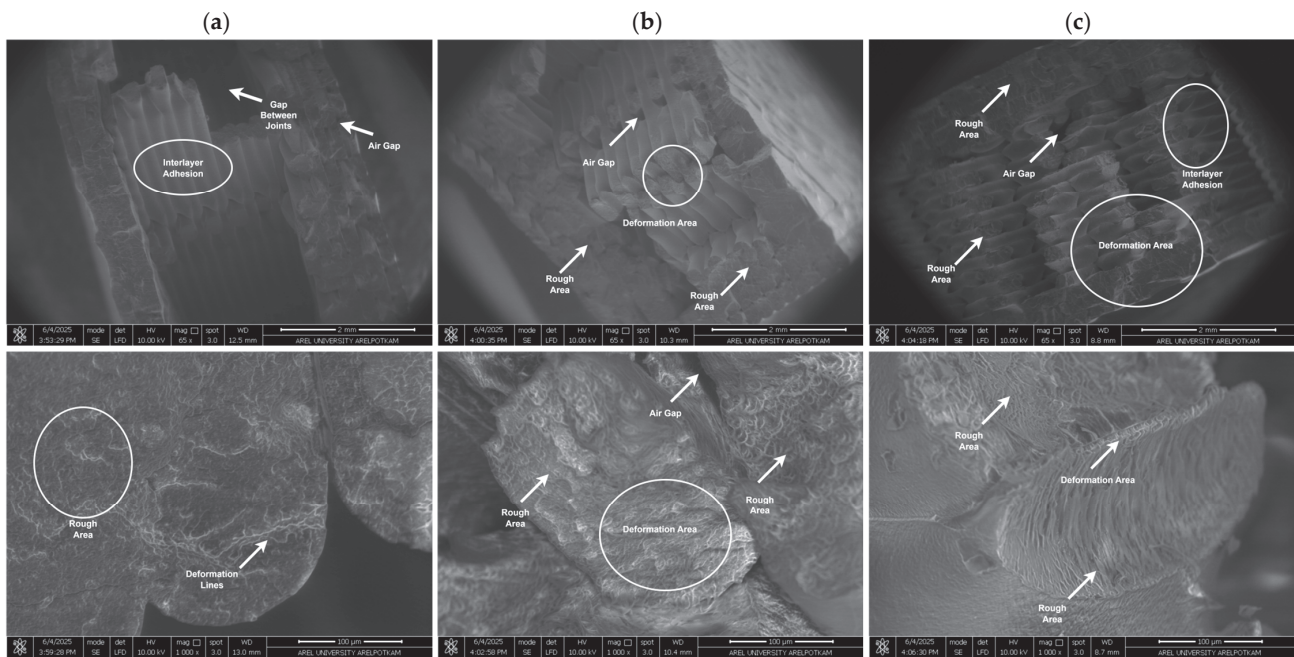 (a)
(b)
(c)
Gap
Between
Joints
Air Gap
Interlayer
Adhesion
6/4/2025 mode det HV mag spot WD 2 mm
3:53:29 PM SE LFD 10.00 kV 65 x 3.0 12.5 mm AREL UNIVERSITY ARELPOTKAM
Air Gap
Deformation Area
Rough
Area
Rough
Area
6/4/2025 mode det HV mag spot WD 2 mm
4:00:35 PM SE LFD 10.00 kV 65 x 3.0 10.3 mm AREL UNIVERSITY ARELPOTKAM
Rough
Area
Air Gap
Interlayer
Adhesion
Rough
Area
Deformation Area
6/4/2025 mode det HV mag spot WD 2 mm
4:04:18 PM SE LFD 10.00 kV 65 x 3.0 8.8 mm AREL UNIVERSITY ARELPOTKAM
Rough
Area
Deformation
Lines
6/4/2025 mode det HV mag spot WD 100 µm
3:59:28 PM SE LFD 10.00 kV 1 000 x 3.0 13.0 mm AREL UNIVERSITY ARELPOTKAM
Air Gap
Rough
Area
Rough
Area
Deformation Area
6/4/2025 mode det HV mag spot WD 100 µm
4:02:58 PM SE LFD 10.00 kV 1 000 x 3.0 10.4 mm AREL UNIVERSITY ARELPOTKAM
Rough
Area
Deformation Area
Rough
Area
6/4/2025 mode det HV mag spot WD 100 µm
4:06:30 PM SE LFD 10.00 kV 1 000 x 3.0 8.7 mm AREL UNIVERSITY ARELPOTKAM